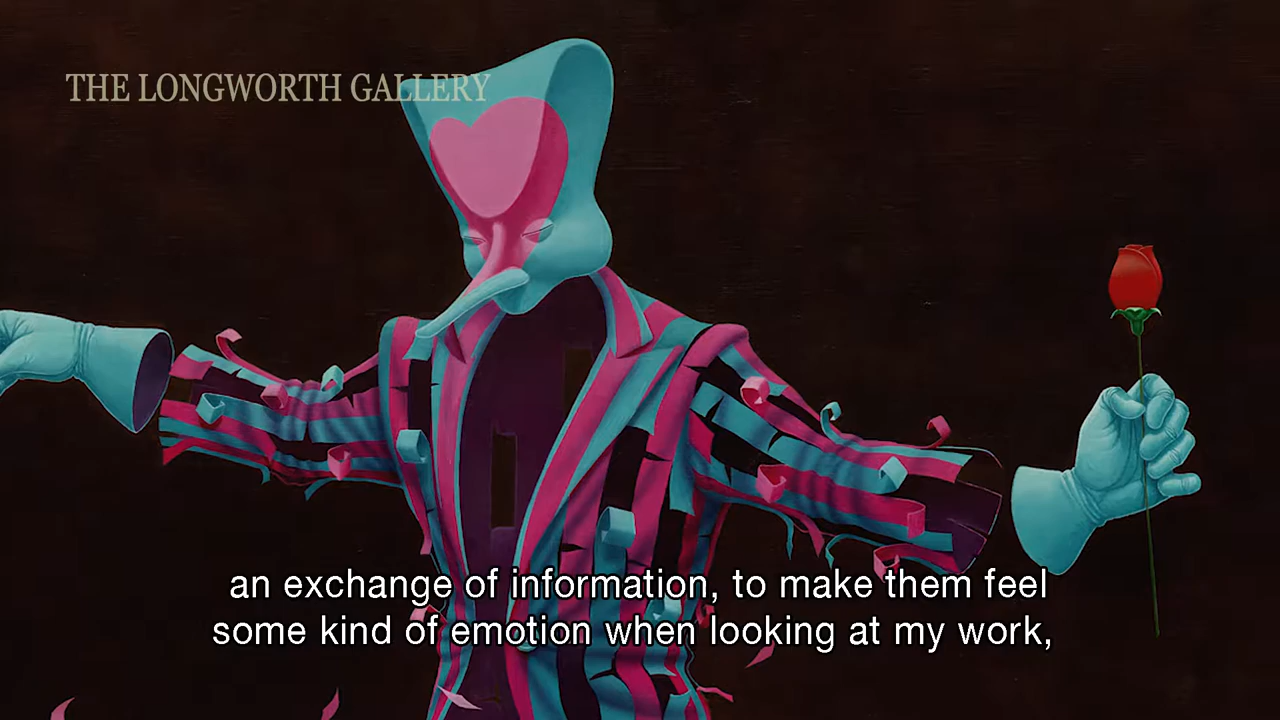 THE LONGWORTH GALLERY
an exchange of information, to make them feel
some kind of emotion when looking at my work,